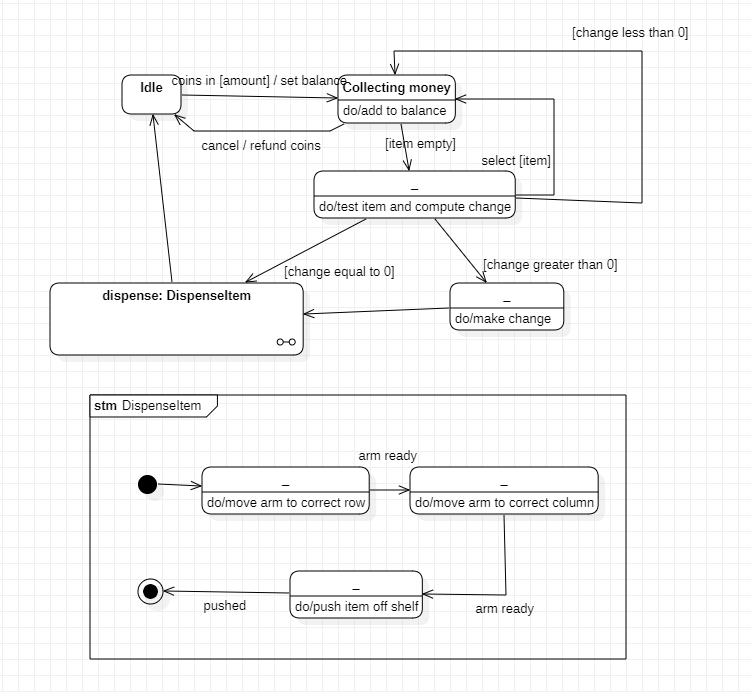 [change less than 0]
coins in [amount] / set balance
Idle
Collecting money
do/add to balance
cancel / refund coins
[item empty]
select [item]
–
do/test item and compute change
[change equal to 0]
[change greater than 0]
dispense: DispenseItem
–
do/make change
stm DispenseItem
arm ready
–
do/move arm to correct row
–
do/move arm to correct column
–
do/push item off shelf
pushed
arm ready